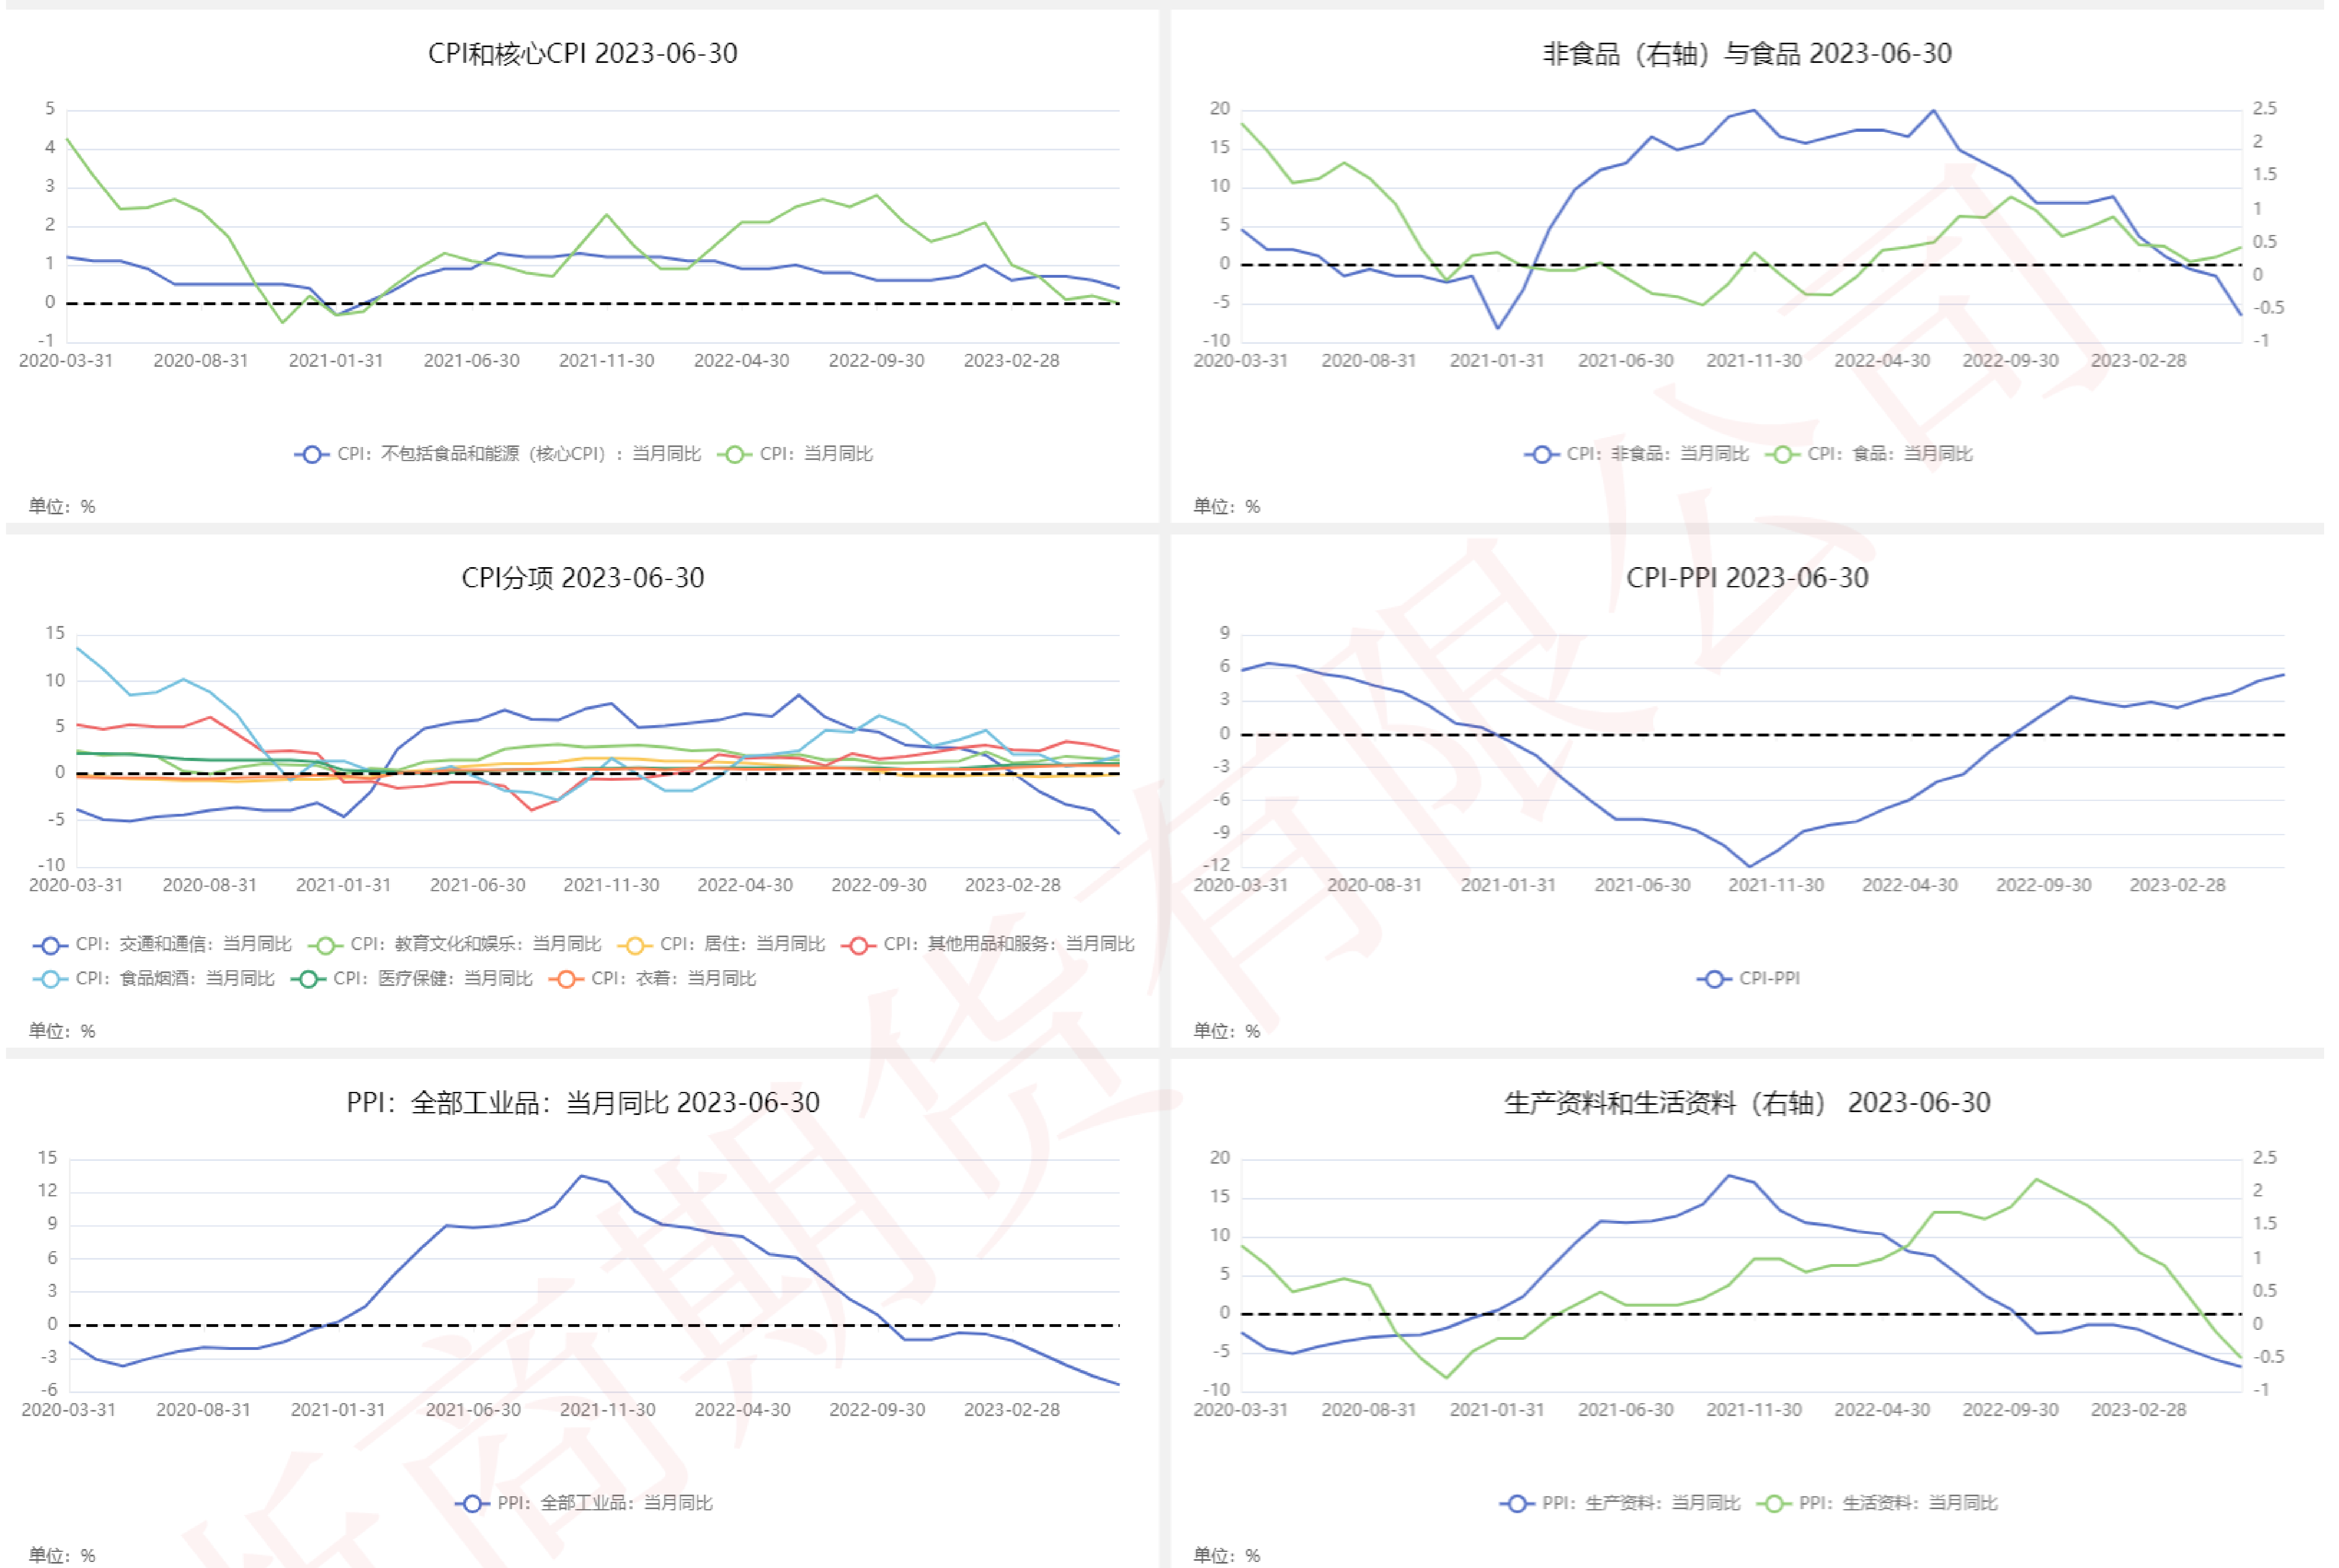 CPI和核心CPI 2023-06-30
5
4
3
2
1
0
-1
2020-03-31 2020-08-31 2021-01-31 2021-06-30 2021-11-30 2022-04-30 2022-09-30 2023-02-28
CPI：不包括食品和能源（核心CPI）：当月同比 CPI：当月同比
单位：%
非食品（右轴）与食品 2023-06-30
20 2.5
15 2
10 1.5
5 1
0 0.5
-5 0
-10 -0.5
-1
2020-03-31 2020-08-31 2021-01-31 2021-06-30 2021-11-30 2022-04-30 2022-09-30 2023-02-28
CPI：非食品：当月同比 CPI：食品：当月同比
单位：%
CPI分项 2023-06-30
15
10
5
0
-5
-10
2020-03-31 2020-08-31 2021-01-31 2021-06-30 2021-11-30 2022-04-30 2022-09-30 2023-02-28
CPI：交通和通信：当月同比 CPI：教育文化和娱乐：当月同比 CPI：居住：当月同比 CPI：其他用品和服务：当月同比
CPI：食品烟酒：当月同比 CPI：医疗保健：当月同比 CPI：衣着：当月同比
单位：%
CPI-PPI 2023-06-30
9
6
3
0
-3
-6
-9
-12
2020-03-31 2020-08-31 2021-01-31 2021-06-30 2021-11-30 2022-04-30 2022-09-30 2023-02-28
CPI-PPI
单位：%
PPI：全部工业品：当月同比 2023-06-30
15
12
9
6
3
0
-3
-6
2020-03-31 2020-08-31 2021-01-31 2021-06-30 2021-11-30 2022-04-30 2022-09-30 2023-02-28
PPI：全部工业品：当月同比
单位：%
生产资料和生活资料（右轴） 2023-06-30
20 2.5
15 2
10 1.5
5 1
0 0.5
-5 0
-10 -0.5
-1
2020-03-31 2020-08-31 2021-01-31 2021-06-30 2021-11-30 2022-04-30 2022-09-30 2023-02-28
PPI：生产资料：当月同比 PPI：生活资料：当月同比
单位：%
商期货有限公司